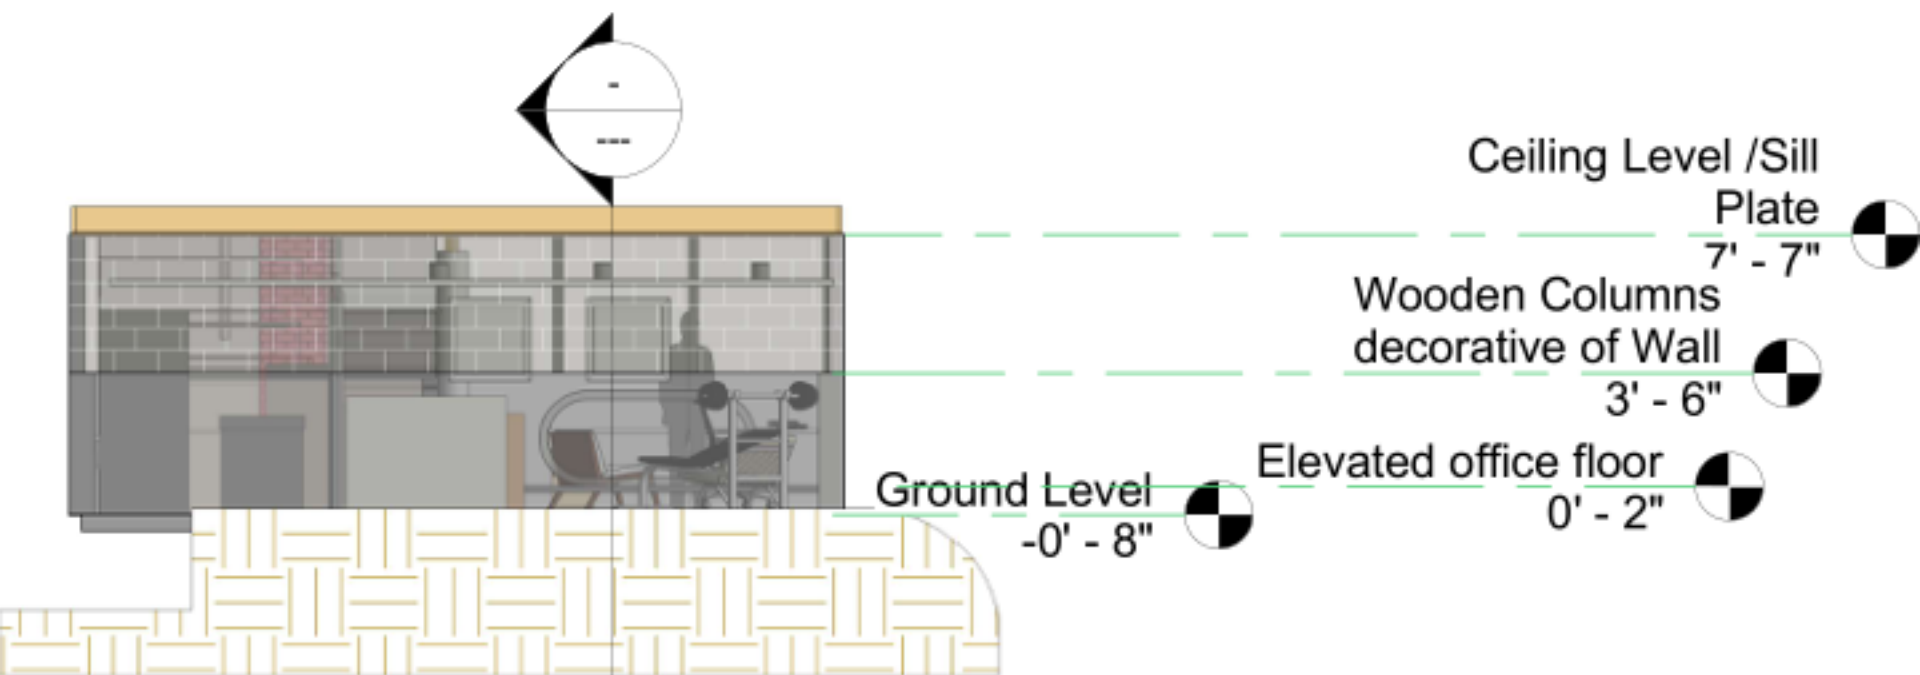 -
---
Ceiling Level /Sill
Plate
7' - 7"
Wooden Columns
decorative of Wall
3' - 6"
Elevated office floor
0' - 2"
Ground Level
-0' - 8"